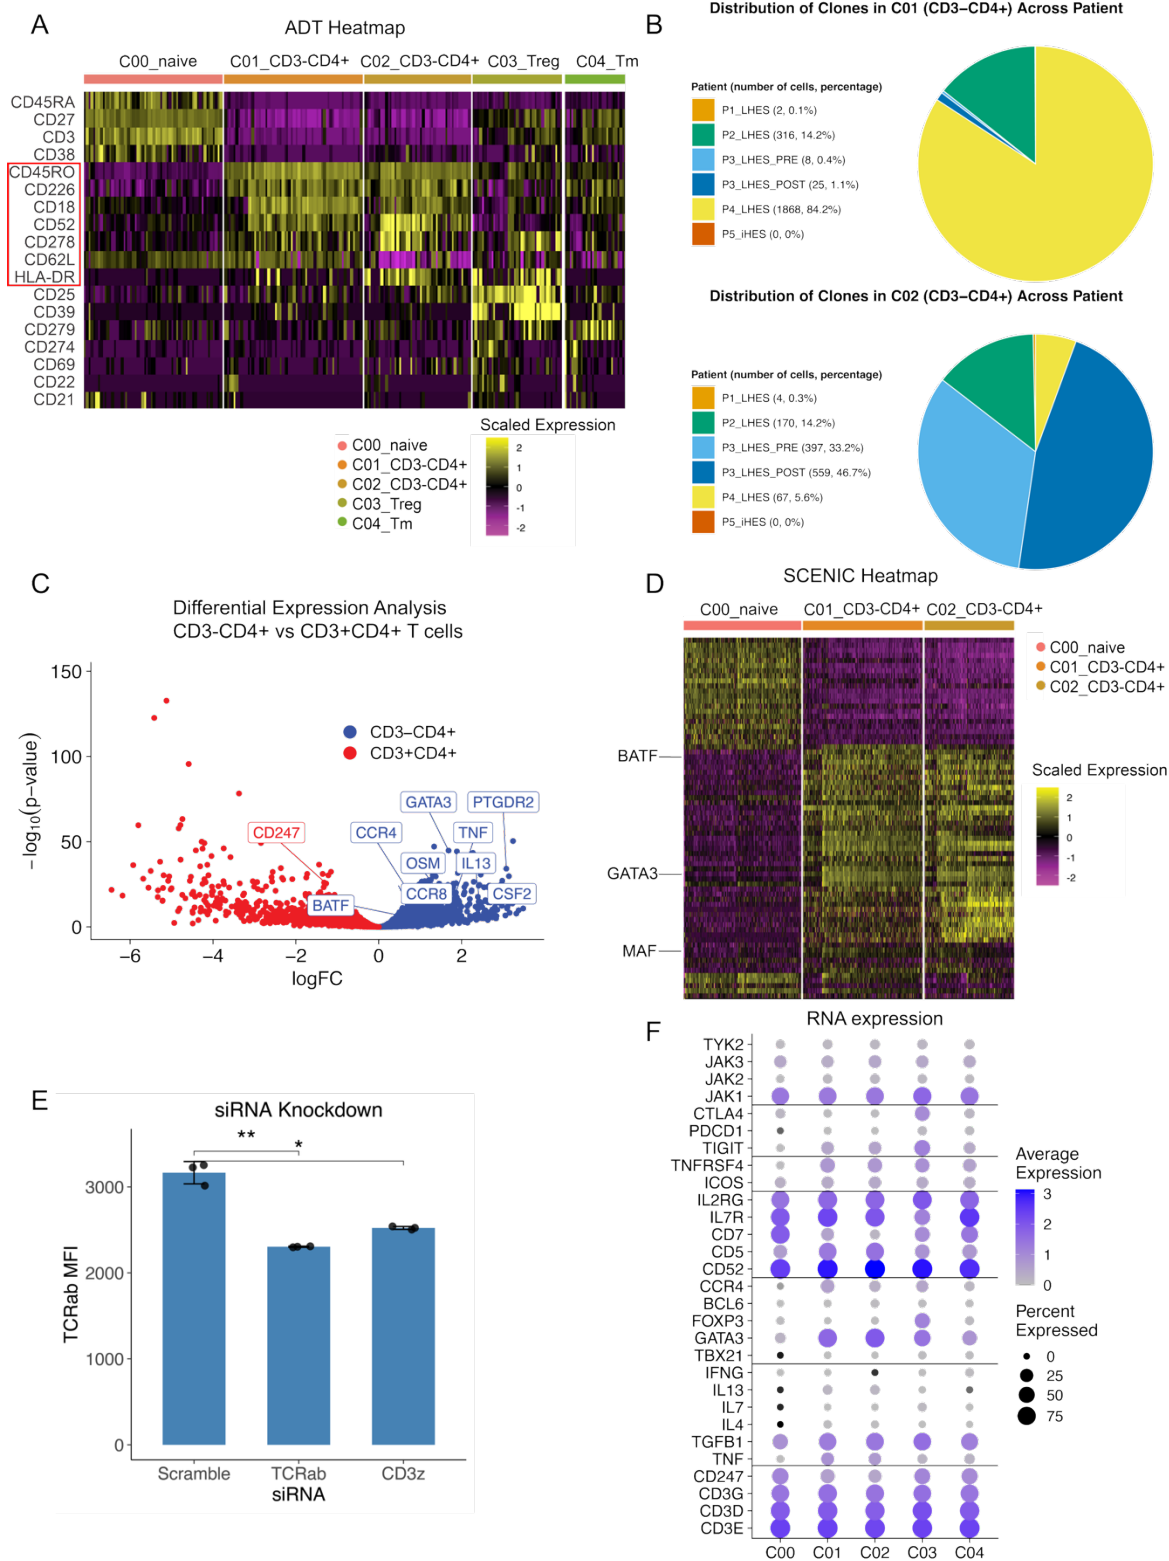 A
ADT Heatmap
C00_naive
C01_CD3-CD4+
C02_CD3-CD4+
C03_Treg
C04_Tm
CD45RA
CD27
CD3
CD38
CD45RO
CD226
CD18
CD52
CD278
CD62L
HLA-DR
CD25
CD39
CD279
CD274
CD69
CD22
CD21
C00_naive
C01_CD3-CD4+
C02_CD3-CD4+
C03_Treg
C04_Tm
Scaled Expression
2
1
0
-1
-2
B
Distribution of Clones in C01 (CD3−CD4+) Across Patient
Patient (number of cells, percentage)
P1_LHES (2, 0.1%)
P2_LHES (316, 14.2%)
P3_LHES_PRE (8, 0.4%)
P3_LHES_POST (25, 1.1%)
P4_LHES (1868, 84.2%)
P5_iHES (0, 0%)
Distribution of Clones in C02 (CD3−CD4+) Across Patient
Patient (number of cells, percentage)
P1_LHES (4, 0.3%)
P2_LHES (170, 14.2%)
P3_LHES_PRE (397, 33.2%)
P3_LHES_POST (559, 46.7%)
P4_LHES (67, 5.6%)
P5_iHES (0, 0%)
C
Differential Expression Analysis
CD3-CD4+ vs CD3+CD4+ T cells
−log10(p−value)
150
100
50
0
−6
−4
−2
0
2
logFC
CD3−CD4+
CD3+CD4+
GATA3
PTGDR2
CD247
CCR4
TNF
OSM
IL13
BATF
CCR8
CSF2
D
SCENIC Heatmap
C00_naive
C01_CD3-CD4+
C02_CD3-CD4+
BATF
GATA3
MAF
C00_naive
C01_CD3-CD4+
C02_CD3-CD4+
Scaled Expression
2
1
0
-1
-2
E
siRNA Knockdown
**
*
TCRab MFI
3000
2000
1000
0
Scramble
TCRab
CD3z
siRNA
F
RNA expression
TYK2
JAK3
JAK2
JAK1
CTLA4
PDCD1
TIGIT
TNFRSF4
ICOS
IL2RG
IL7R
CD7
CD5
CD52
CCR4
BCL6
FOXP3
GATA3
TBX21
IFNG
IL13
IL7
IL4
TGFB1
TNF
CD247
CD3G
CD3D
CD3E
C00
C01
C02
C03
C04
Average
Expression
3
2
1
0
Percent
Expressed
0
25
50
75